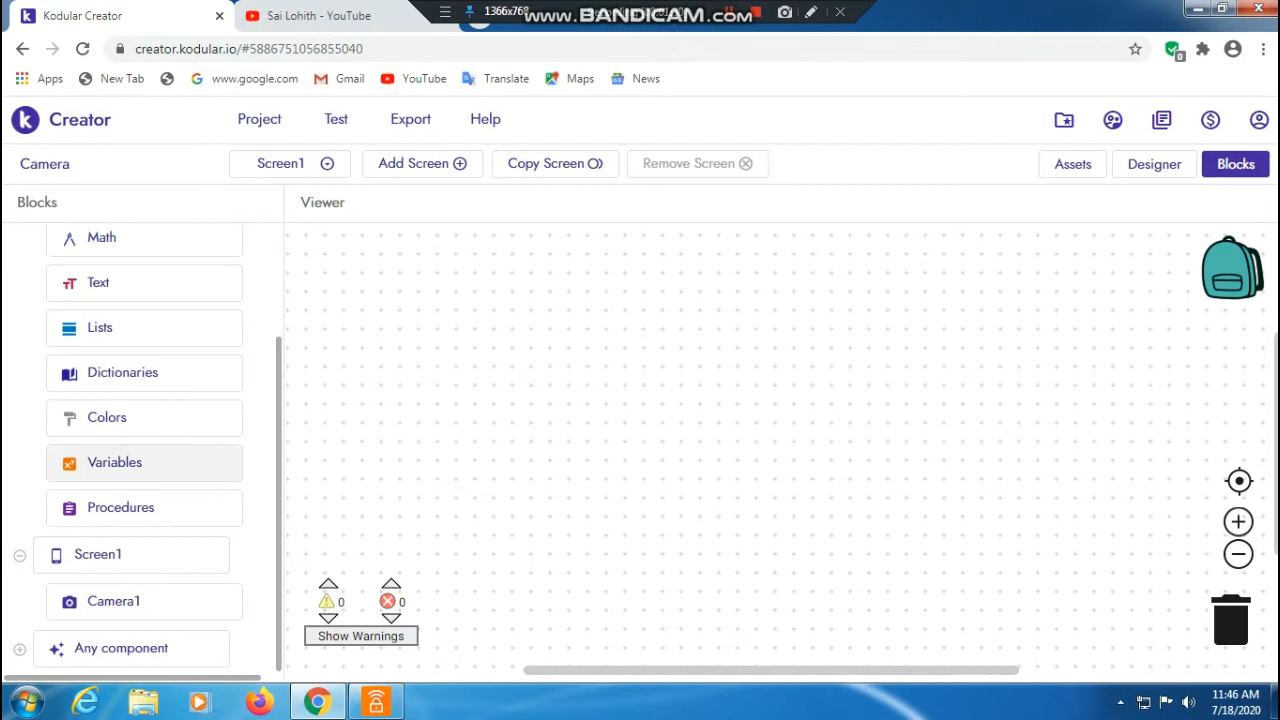 Kodular Creator
Sai Lohith - YouTube
1366x768
www.BANDICAM.com
creator.kodular.io/#5886751056855040
0
Apps
New Tab
www.google.com
Gmail
YouTube
Translate
Maps
News
k
Creator
Project
Test
Export
Help
Camera
Screen1
Add Screen
Copy Screen
Remove Screen
Assets
Designer
Blocks
Blocks
Viewer
Math
Text
Lists
Dictionaries
Colors
Variables
Procedures
Screen1
Camera1
Any component
0
0
Show Warnings
11:46 AM
7/18/2020